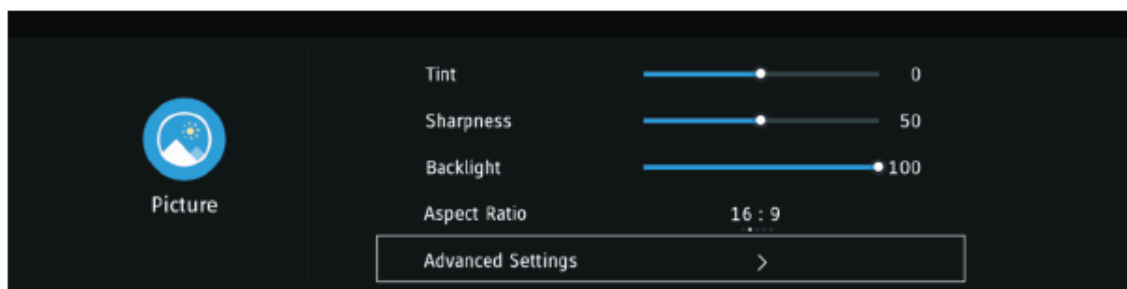 Tint 0
Sharpness 50
Backlight 100
Picture
Aspect Ratio 16 : 9
Advanced Settings >